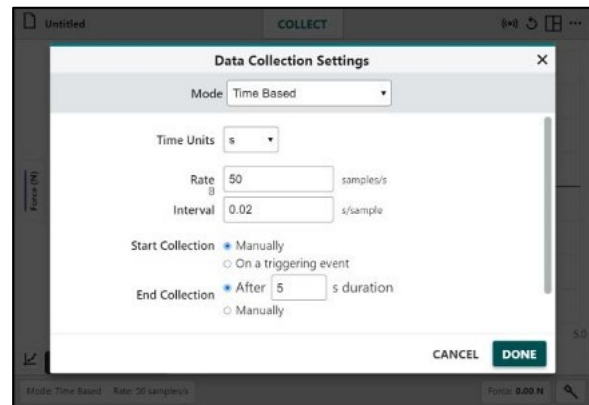 Untitled COLLECT
Data Collection Settings
Mode Time Based
Time Units s
Rate 50 samples/s
Interval 0.02 s/sample
Start Collection Manually
On a triggering event
End Collection After 5 s duration
Manually
Force (N)
5.0
CANCEL DONE
Mode: Time Based Rate: 50 samples/s Force: 0.00 N